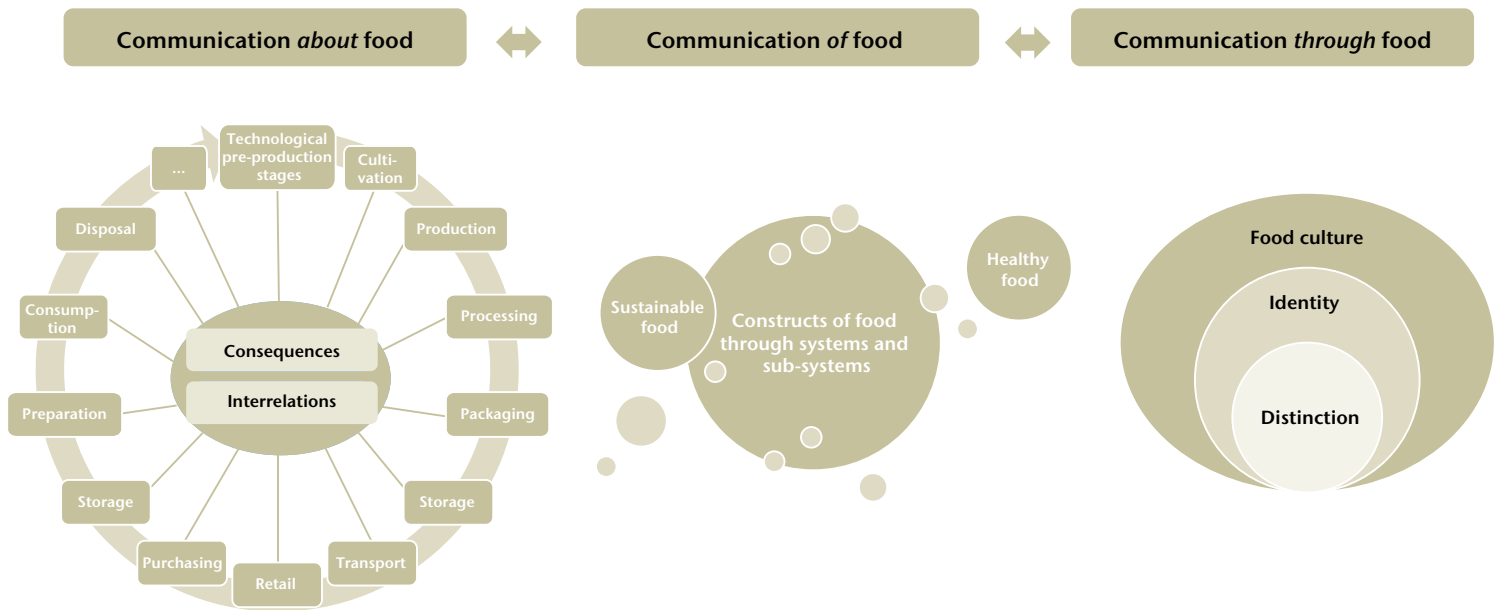 Communication about food
Communication of food
Communication through food
Technological
pre-production
stages
Culti-
vation
Production
Processing
Packaging
Storage
Transport
Retail
Purchasing
Storage
Preparation
Consump-
tion
Disposal
...
Consequences
Interrelations
Sustainable
food
Constructs of food
through systems and
sub-systems
Healthy
food
Food culture
Identity
Distinction